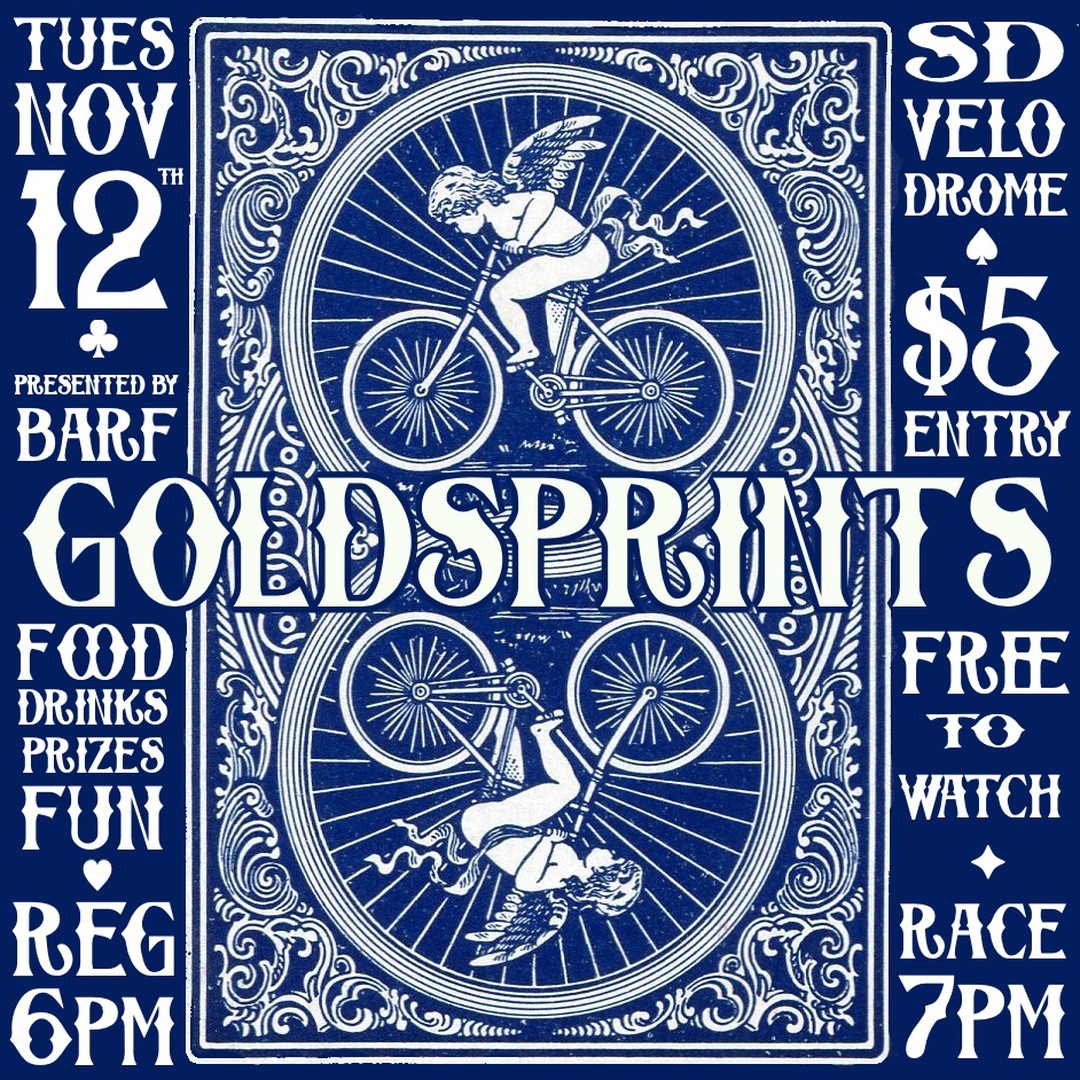 TUES
NOV
12TH
PRESENTED BY
BARF
SD
VELO
DROME
$5
ENTRY
GOLDSPRINTS
FOOD
DRINKS
PRIZES
FUN
REG
6PM
FREE
TO
WATCH
RACE
7PM